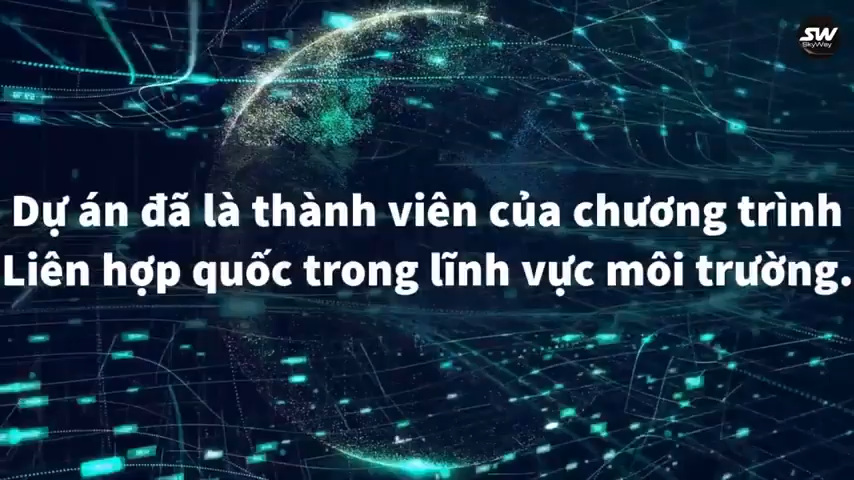 SW
SkyWay
Dự án đã là thành viên của chương trình
Liên hợp quốc trong lĩnh vực môi trường.